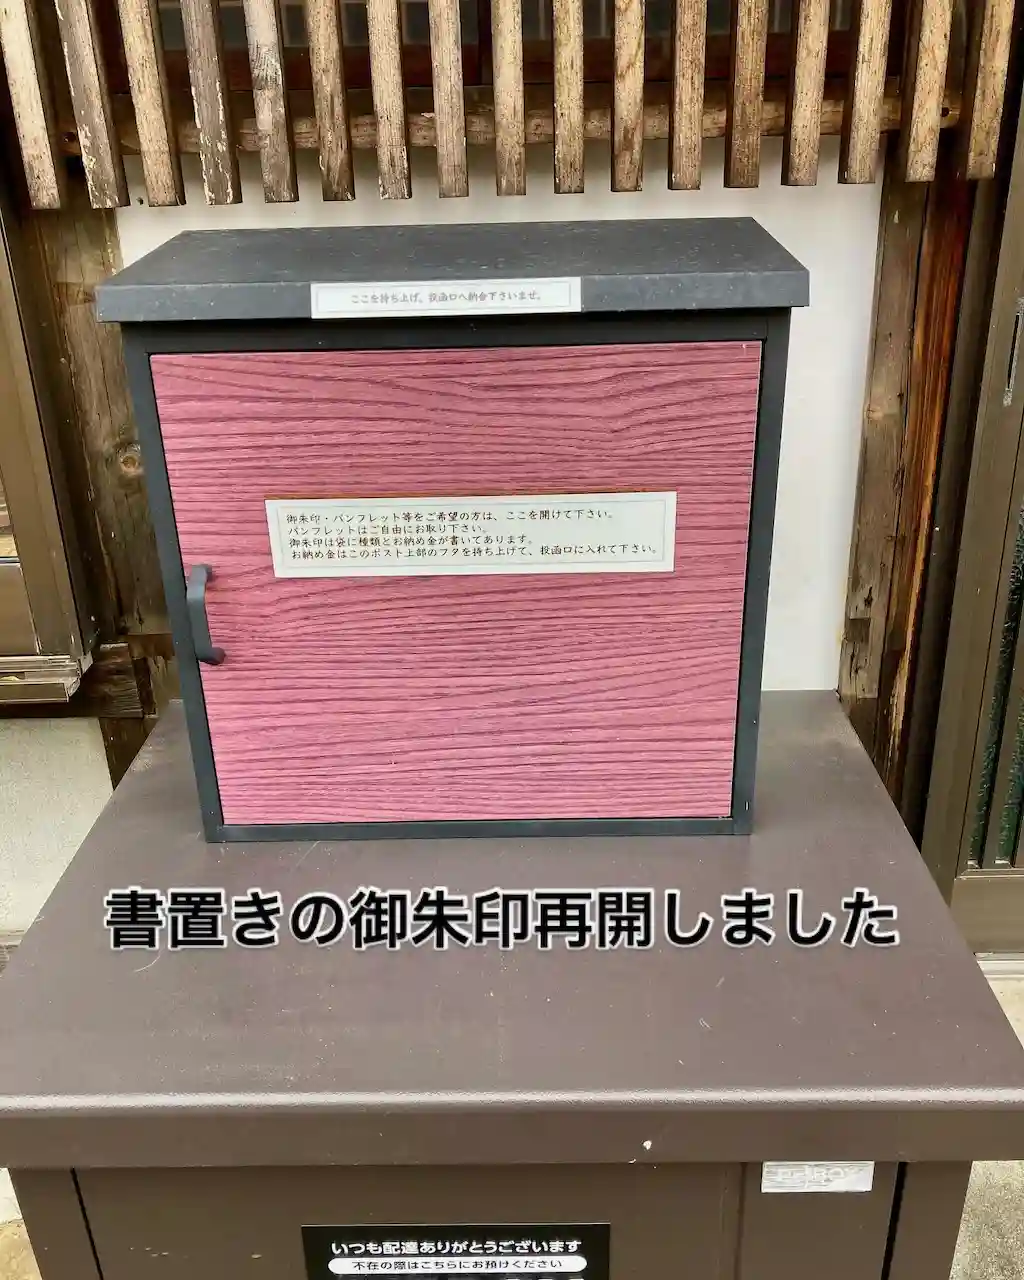 ここを持ち上げ、投函口へ納金下さいませ。
御朱印・パンフレット等をご希望の方は、ここを開けて下さい。
パンフレットはご自由にお取り下さい。
御朱印は袋に種類とお納め金が書いてあります。
お納め金はこのポスト上部のフタを持ち上げて、投函口に入れて下さい。
書置きの御朱印再開しました
いつも配達ありがとうございます
不在の際はこちらにお預けください